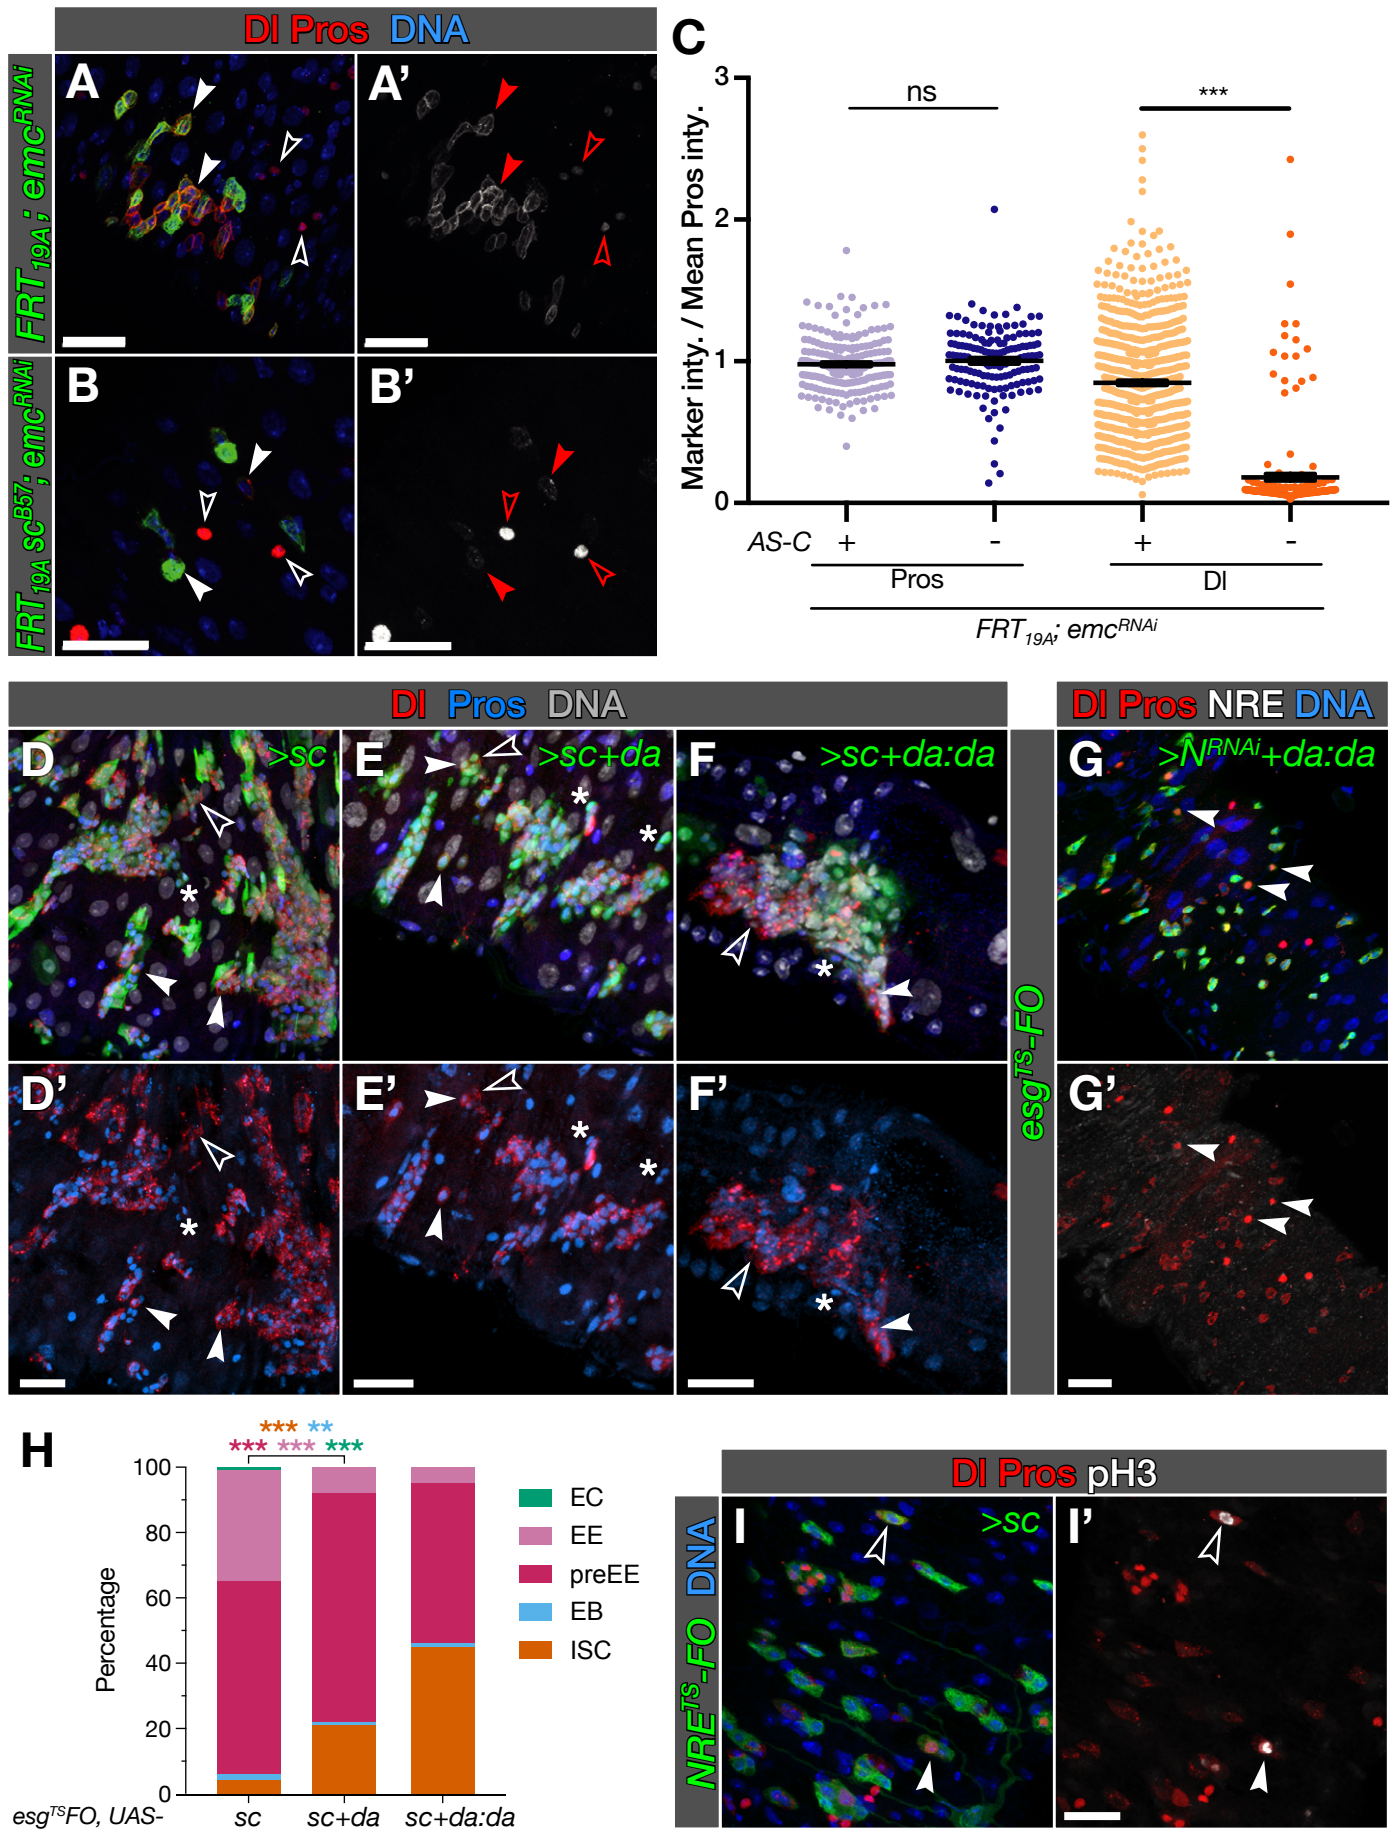 Dl Pros DNA
FRT19A; emcRNAi
A
A'
FRT19A scB57; emcRNAi
B
B'
C
Marker inty. / Mean Pros inty.
3
2
1
0
ns
***
AS-C + - + -
Pros Dl
FRT19A; emcRNAi
Dl Pros DNA
D >sc
E >sc+da
F >sc+da:da
D'
E'
F'
* * * *
* * * *
esgTS-FO
Dl Pros NRE DNA
G >NRNAi+da:da
G'
H
*** **
*** *** ***
Percentage
100
80
60
40
20
0
EC
EE
preEE
EB
ISC
esgTSFO, UAS- sc sc+da sc+da:da
Dl Pros pH3
NRETS-FO DNA
I >sc
I'